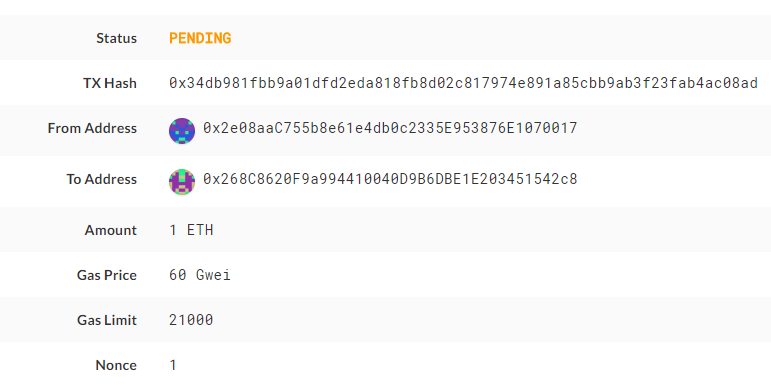 Status PENDING
TX Hash 0x34db981fbb9a01dfd2eda818fb8d02c817974e891a85cbb9ab3f23fab4ac08ad
From Address 0x2e08aaC755b8e61e4db0c2335E953876E1070017
To Address 0x268C8620F9a994410040D9B6DBE1E203451542c8
Amount 1 ETH
Gas Price 60 Gwei
Gas Limit 21000
Nonce 1